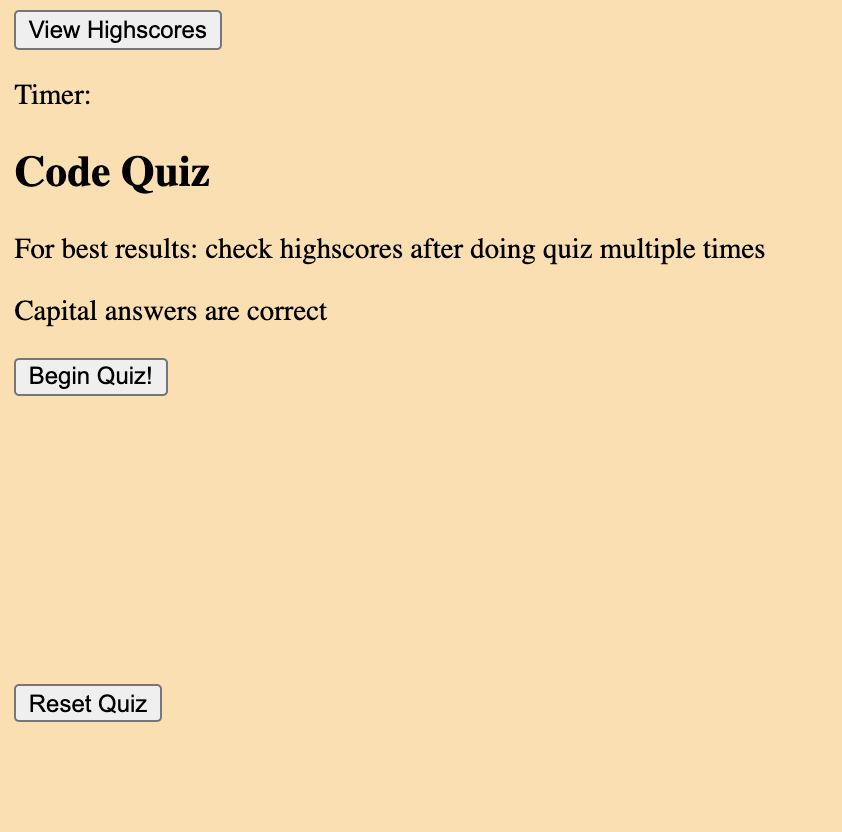 View Highscores
Timer:
Code Quiz
For best results: check highscores after doing quiz multiple times
Capital answers are correct
Begin Quiz!
Reset Quiz